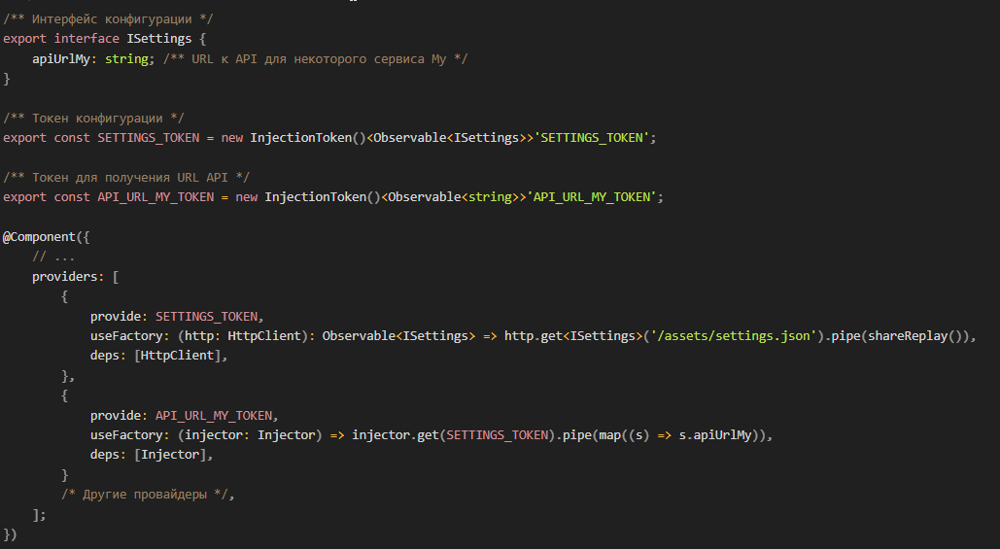 /** Интерфейс конфигурации */
export interface ISettings {
    apiUrlMy: string; /** URL к API для некоторого сервиса My */
}

/** Токен конфигурации */
export const SETTINGS_TOKEN = new InjectionToken()<Observable<ISettings>>'SETTINGS_TOKEN';

/** Токен для получения URL API */
export const API_URL_MY_TOKEN = new InjectionToken()<Observable<string>>'API_URL_MY_TOKEN';

@Component({
    // ...
    providers: [
        {
            provide: SETTINGS_TOKEN,
            useFactory: (http: HttpClient): Observable<ISettings> => http.get<ISettings>('/assets/settings.json').pipe(shareReplay()),
            deps: [HttpClient],
        },
        {
            provide: API_URL_MY_TOKEN,
            useFactory: (injector: Injector) => injector.get(SETTINGS_TOKEN).pipe(map((s) => s.apiUrlMy)),
            deps: [Injector],
        }
        /* Другие провайдеры */,
    ];
})